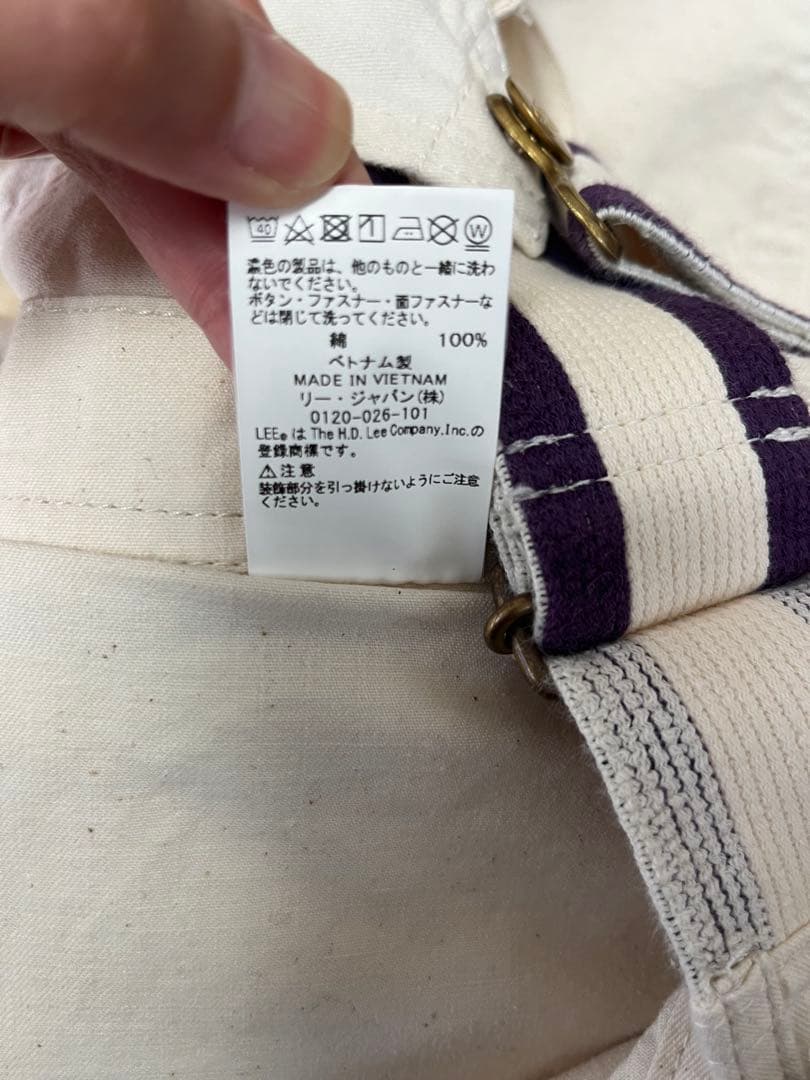 40 W
濃色の製品は、他のものと一緒に洗わ
ないでください。
ボタン・ファスナー・面ファスナーな
どは閉じて洗ってください。
綿 100%
ベトナム製
MADE IN VIETNAM
リー・ジャパン(株)
0120-026-101
LEE® は The H.D. Lee Company, Inc. の
登録商標です。
⚠注意
装飾部分を引っ掛けないようにご注意
ください。